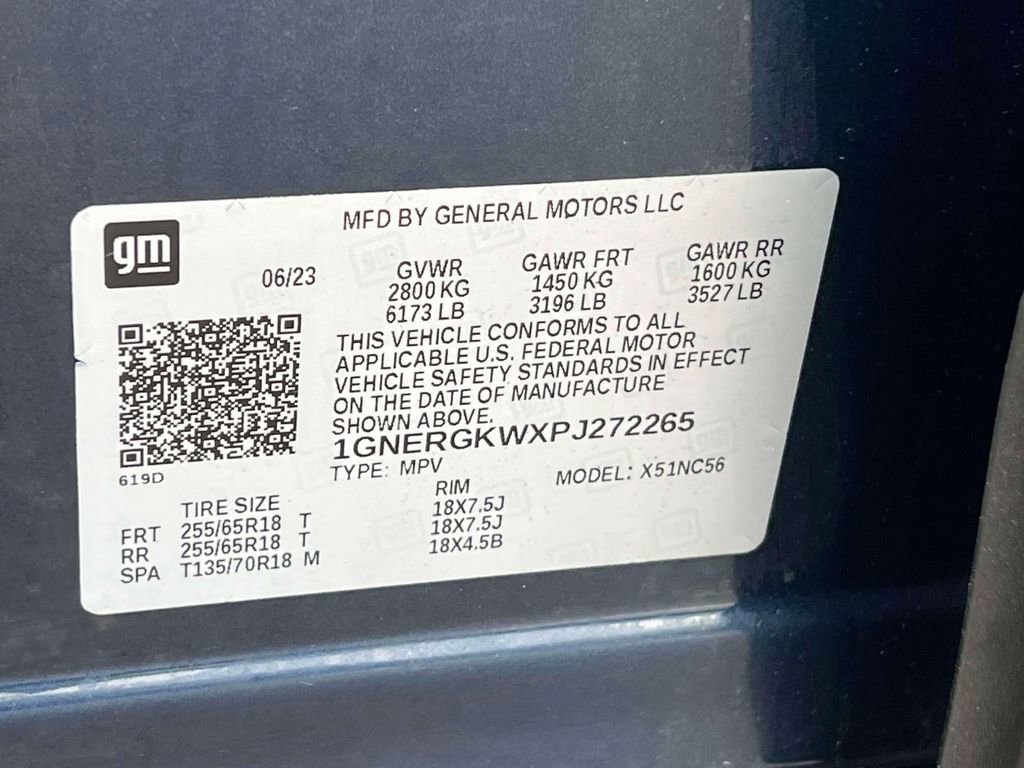 MFD BY GENERAL MOTORS LLC
gm
06/23
GVWR GAWR FRT GAWR RR
2800 KG 1450 KG 1600 KG
6173 LB 3196 LB 3527 LB
THIS VEHICLE CONFORMS TO ALL
APPLICABLE U.S. FEDERAL MOTOR
VEHICLE SAFETY STANDARDS IN EFFECT
ON THE DATE OF MANUFACTURE
SHOWN ABOVE.
1GNERGKWXPJ272265
TYPE: MPV MODEL: X51NC56
619D
TIRE SIZE RIM
FRT 255/65R18 T 18X7.5J
RR 255/65R18 T 18X7.5J
SPA T135/70R18 M 18X4.5B